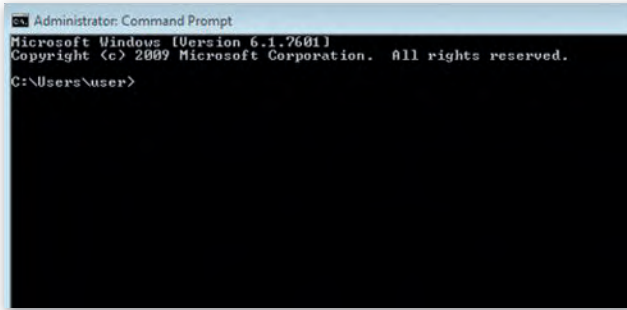 Administrator: Command Prompt
Microsoft Windows [Version 6.1.7601]
Copyright (c) 2009 Microsoft Corporation.  All rights reserved.
C:\Users\user>